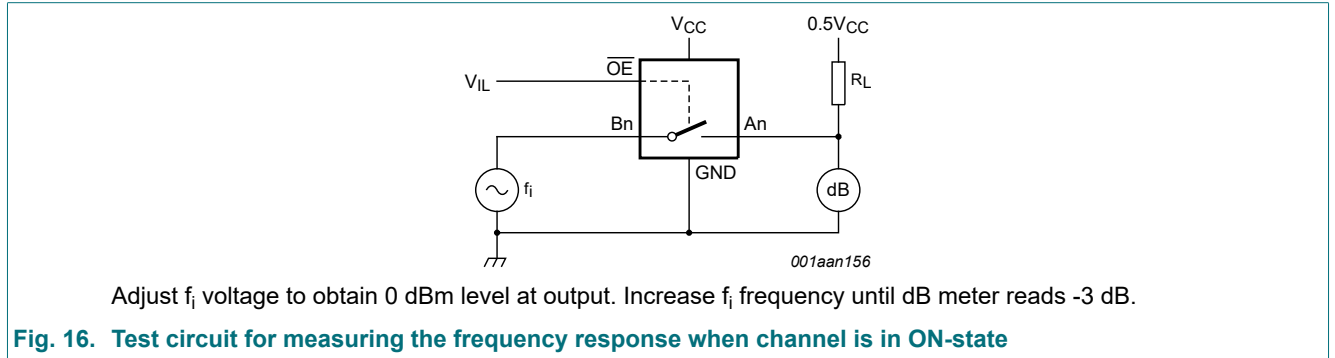 VCC
0.5VCC
OE
VIL
RL
Bn
An
GND
fi
dB
001aan156
Adjust fi voltage to obtain 0 dBm level at output. Increase fi frequency until dB meter reads -3 dB.
Fig. 16. Test circuit for measuring the frequency response when channel is in ON-state